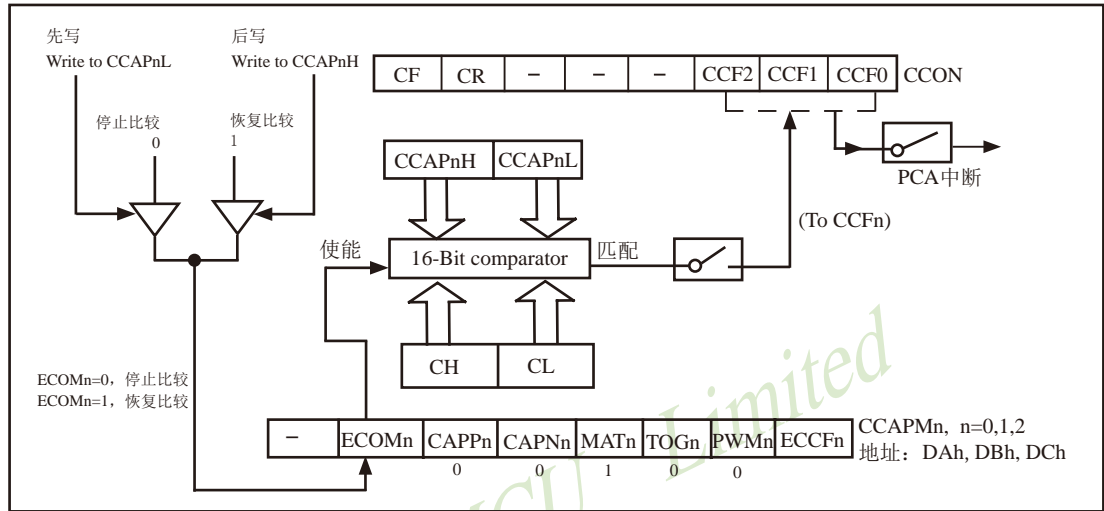 先写
Write to CCAPnL
后写
Write to CCAPnH
CF CR – – – CCF2 CCF1 CCF0 CCON
停止比较
0
恢复比较
1
CCAPnH CCAPnL
PCA中断
(To CCFn)
使能
16-Bit comparator
匹配
CH CL
ECOMn=0, 停止比较
ECOMn=1, 恢复比较
– ECOMn CAPPn CAPNn MATn TOGn PWMn ECCFn
CCAPMn, n=0,1,2
地址: DAh, DBh, DCh
0 0 1 0 0
MCU Limited